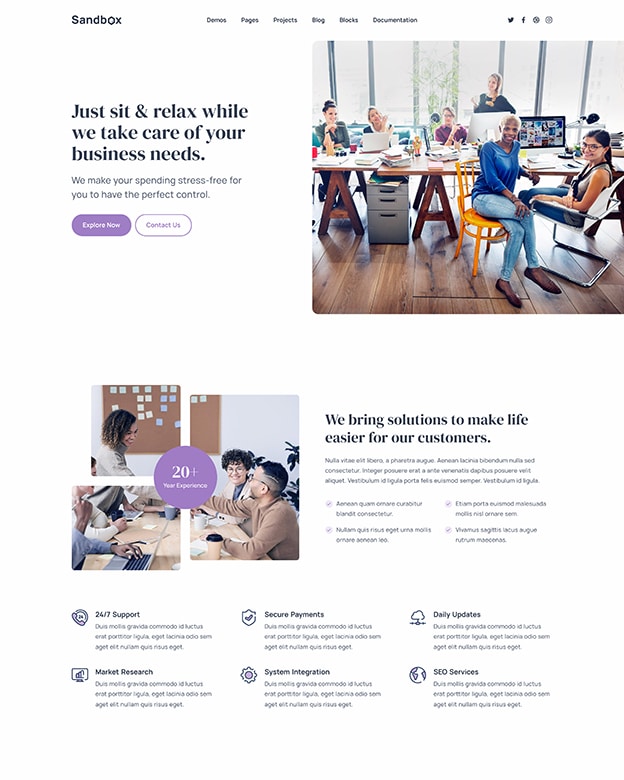 Sandbox
Demos
Pages
Projects
Blog
Blocks
Documentation
Just sit & relax while
we take care of your
business needs.
We make your spending stress-free for
you to have the perfect control.
Explore Now
Contact Us
20+
Year Experience
We bring solutions to make life
easier for our customers.
Nulla vitae elit libero, a pharetra augue. Aenean lacinia bibendum nulla sed
consectetur. Integer posuere erat a ante venenatis dapibus posuere velit
aliquet. Vestibulum id ligula porta felis euismod semper. Vestibulum id ligula.
Aenean quam ornare curabitur
blandit consectetur.
Etiam porta euismod malesuada
mollis nisl ornare sem.
Nullam quis risus eget urna mollis
ornare aenean leo.
Vivamus sagittis lacus augue
rutrum maecenas.
24/7 Support
Duis mollis gravida commodo id luctus
erat porttitor ligula, eget lacinia odio sem
aget elit nullam quis risus eget.
Secure Payments
Duis mollis gravida commodo id luctus
erat porttitor ligula, eget lacinia odio sem
aget elit nullam quis risus eget.
Daily Updates
Duis mollis gravida commodo id luctus
erat porttitor ligula, eget lacinia odio sem
aget elit nullam quis risus eget.
Market Research
Duis mollis gravida commodo id luctus
erat porttitor ligula, eget lacinia odio sem
aget elit nullam quis risus eget.
System Integration
Duis mollis gravida commodo id luctus
erat porttitor ligula, eget lacinia odio sem
aget elit nullam quis risus eget.
SEO Services
Duis mollis gravida commodo id luctus
erat porttitor ligula, eget lacinia odio sem
aget elit nullam quis risus eget.